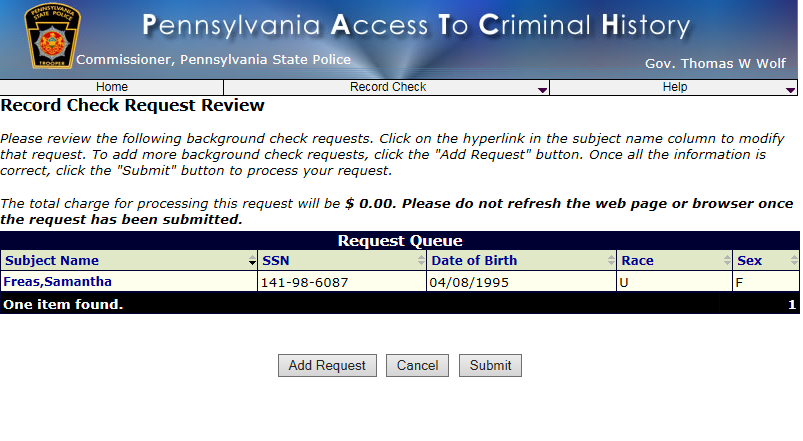 PENNSYLVANIA
STATE POLICE
TROOPER
Pennsylvania Access To Criminal History
Commissioner, Pennsylvania State Police
Gov. Thomas W Wolf
Home Record Check Help
Record Check Request Review
Please review the following background check requests. Click on the hyperlink in the subject name column to modify
that request. To add more background check requests, click the "Add Request" button. Once all the information is
correct, click the "Submit" button to process your request.
The total charge for processing this request will be $ 0.00. Please do not refresh the web page or browser once
the request has been submitted.
Request Queue
Subject Name SSN Date of Birth Race Sex
Freas,Samantha 141-98-6087 04/08/1995 U F
One item found. 1
Add Request Cancel Submit